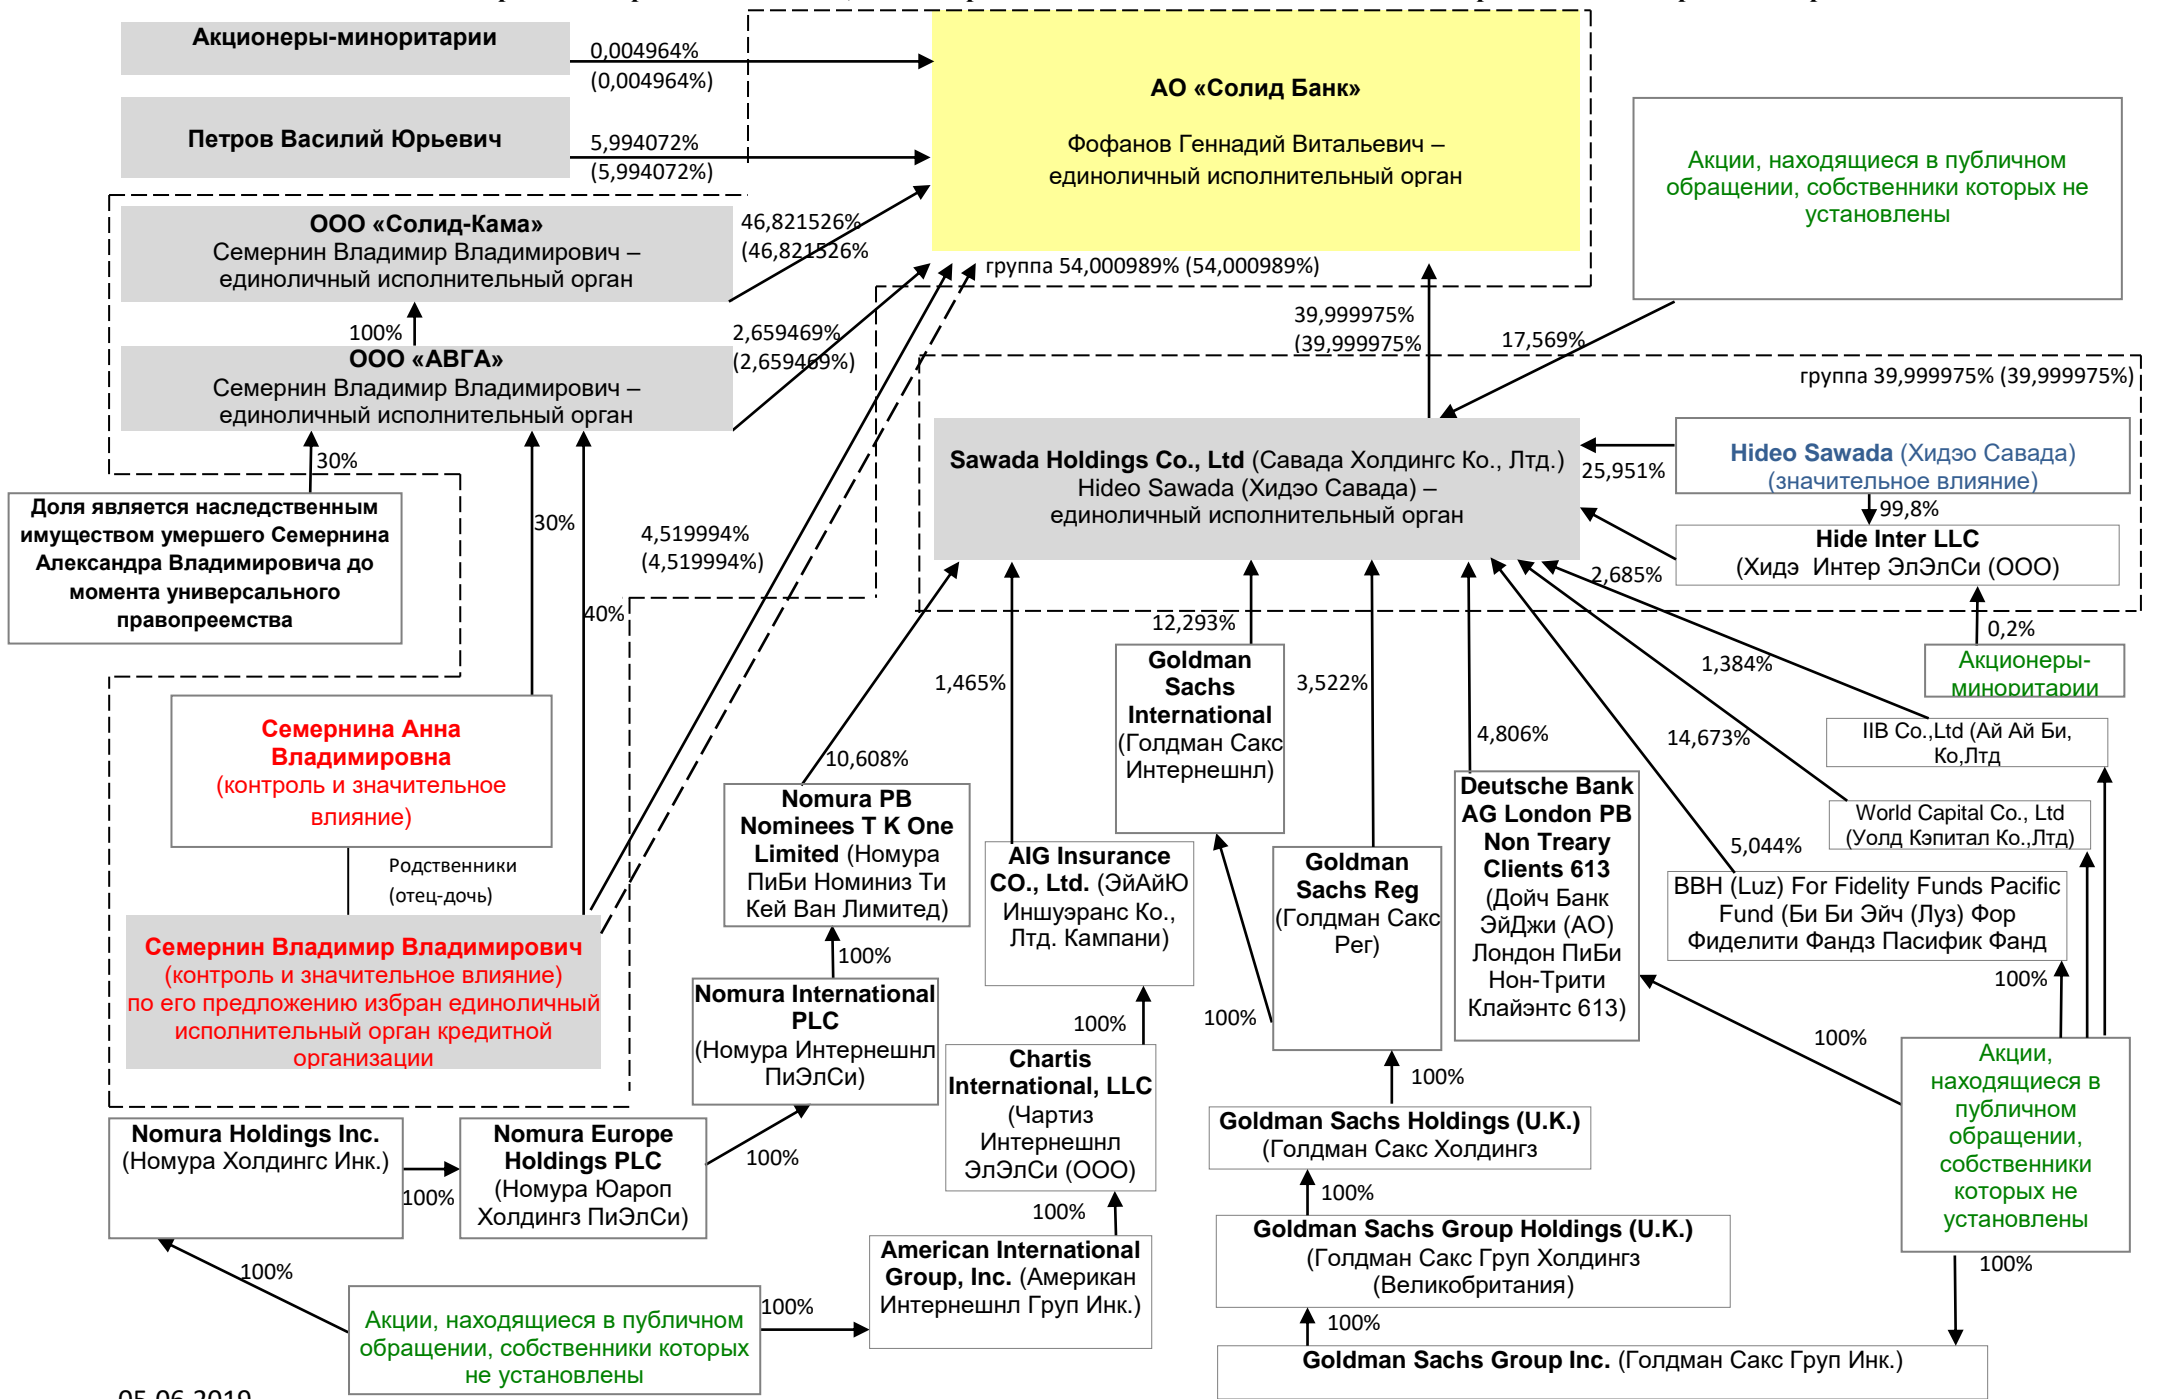 Акционеры-миноритарии
0,004964%
(0,004964%)
Петров Василий Юрьевич
5,994072%
(5,994072%)
АО «Солид Банк»
Фофанов Геннадий Витальевич –
единоличный исполнительный орган
Акции, находящиеся в публичном
обращении, собственники которых не
установлены
ООО «Солид-Кама»
Семернин Владимир Владимирович –
единоличный исполнительный орган
46,821526%
(46,821526%
группа 54,000989% (54,000989%)
100%
2,659469%
(2,659469%)
39,999975%
(39,999975%
17,569%
ООО «АВГА»
Семернин Владимир Владимирович –
единоличный исполнительный орган
группа 39,999975% (39,999975%)
30%
Sawada Holdings Co., Ltd (Савада Холдингс Ко., Лтд.)
Hideo Sawada (Хидэо Савада) –
единоличный исполнительный орган
25,951%
Hideo Sawada (Хидэо Савада)
(значительное влияние)
99,8%
Hide Inter LLC
(Хидэ Интер ЭлЭлСи (ООО)
2,685%
Доля является наследственным
имуществом умершего Семернина
Александра Владимировича до
момента универсального
правопреемства
30%
4,519994%
(4,519994%)
40%
12,293%
0,2%
Акционеры-
миноритарии
Семернина Анна
Владимировна
(контроль и значительное
влияние)
Родственники
(отец-дочь)
Семернин Владимир Владимирович
(контроль и значительное влияние)
по его предложению избран единоличный
исполнительный орган кредитной
организации
10,608%
1,465%
3,522%
4,806%
14,673%
1,384%
5,044%
Nomura PB
Nominees T K One
Limited (Номура
ПиБи Номиниз Ти
Кей Ван Лимитед)
AIG Insurance
CO., Ltd. (ЭйАйЮ
Иншуэранс Ко.,
Лтд. Кампани)
Goldman
Sachs
International
(Голдман Сакс
Интернешнл)
Goldman
Sachs Reg
(Голдман Сакс
Рег)
Deutsche Bank
AG London PB
Non Treary
Clients 613
(Дойч Банк
ЭйДжи (АО)
Лондон ПиБи
Нон-Трити
Клайэнтс 613)
IIB Co.,Ltd (Ай Ай Би,
Ко,Лтд
World Capital Co., Ltd
(Уолд Кэпитал Ко.,Лтд)
BBH (Luz) For Fidelity Funds Pacific
Fund (Би Би Эйч (Луз) Фор
Фиделити Фандз Пасифик Фанд
100%
100%
100%
100%
100%
Nomura International
PLC
(Номура Интернешнл
ПиЭлСи)
Chartis
International, LLC
(Чартиз
Интернешнл
ЭлЭлСи (ООО)
100%
Акции,
находящиеся в
публичном
обращении,
собственники
которых не
установлены
Nomura Holdings Inc.
(Номура Холдингс Инк.)
100%
Nomura Europe
Holdings PLC
(Номура Юароп
Холдингз ПиЭлСи)
100%
Goldman Sachs Holdings (U.K.)
(Голдман Сакс Холдингз
100%
100%
Goldman Sachs Group Holdings (U.K.)
(Голдман Сакс Груп Холдингз
(Великобритания)
American International
Group, Inc. (Американ
Интернешнл Груп Инк.)
100%
100%
100%
100%
Акции, находящиеся в публичном
обращении, собственники которых
не установлены
Goldman Sachs Group Inc. (Голдман Сакс Груп Инк.)
05.06.2019